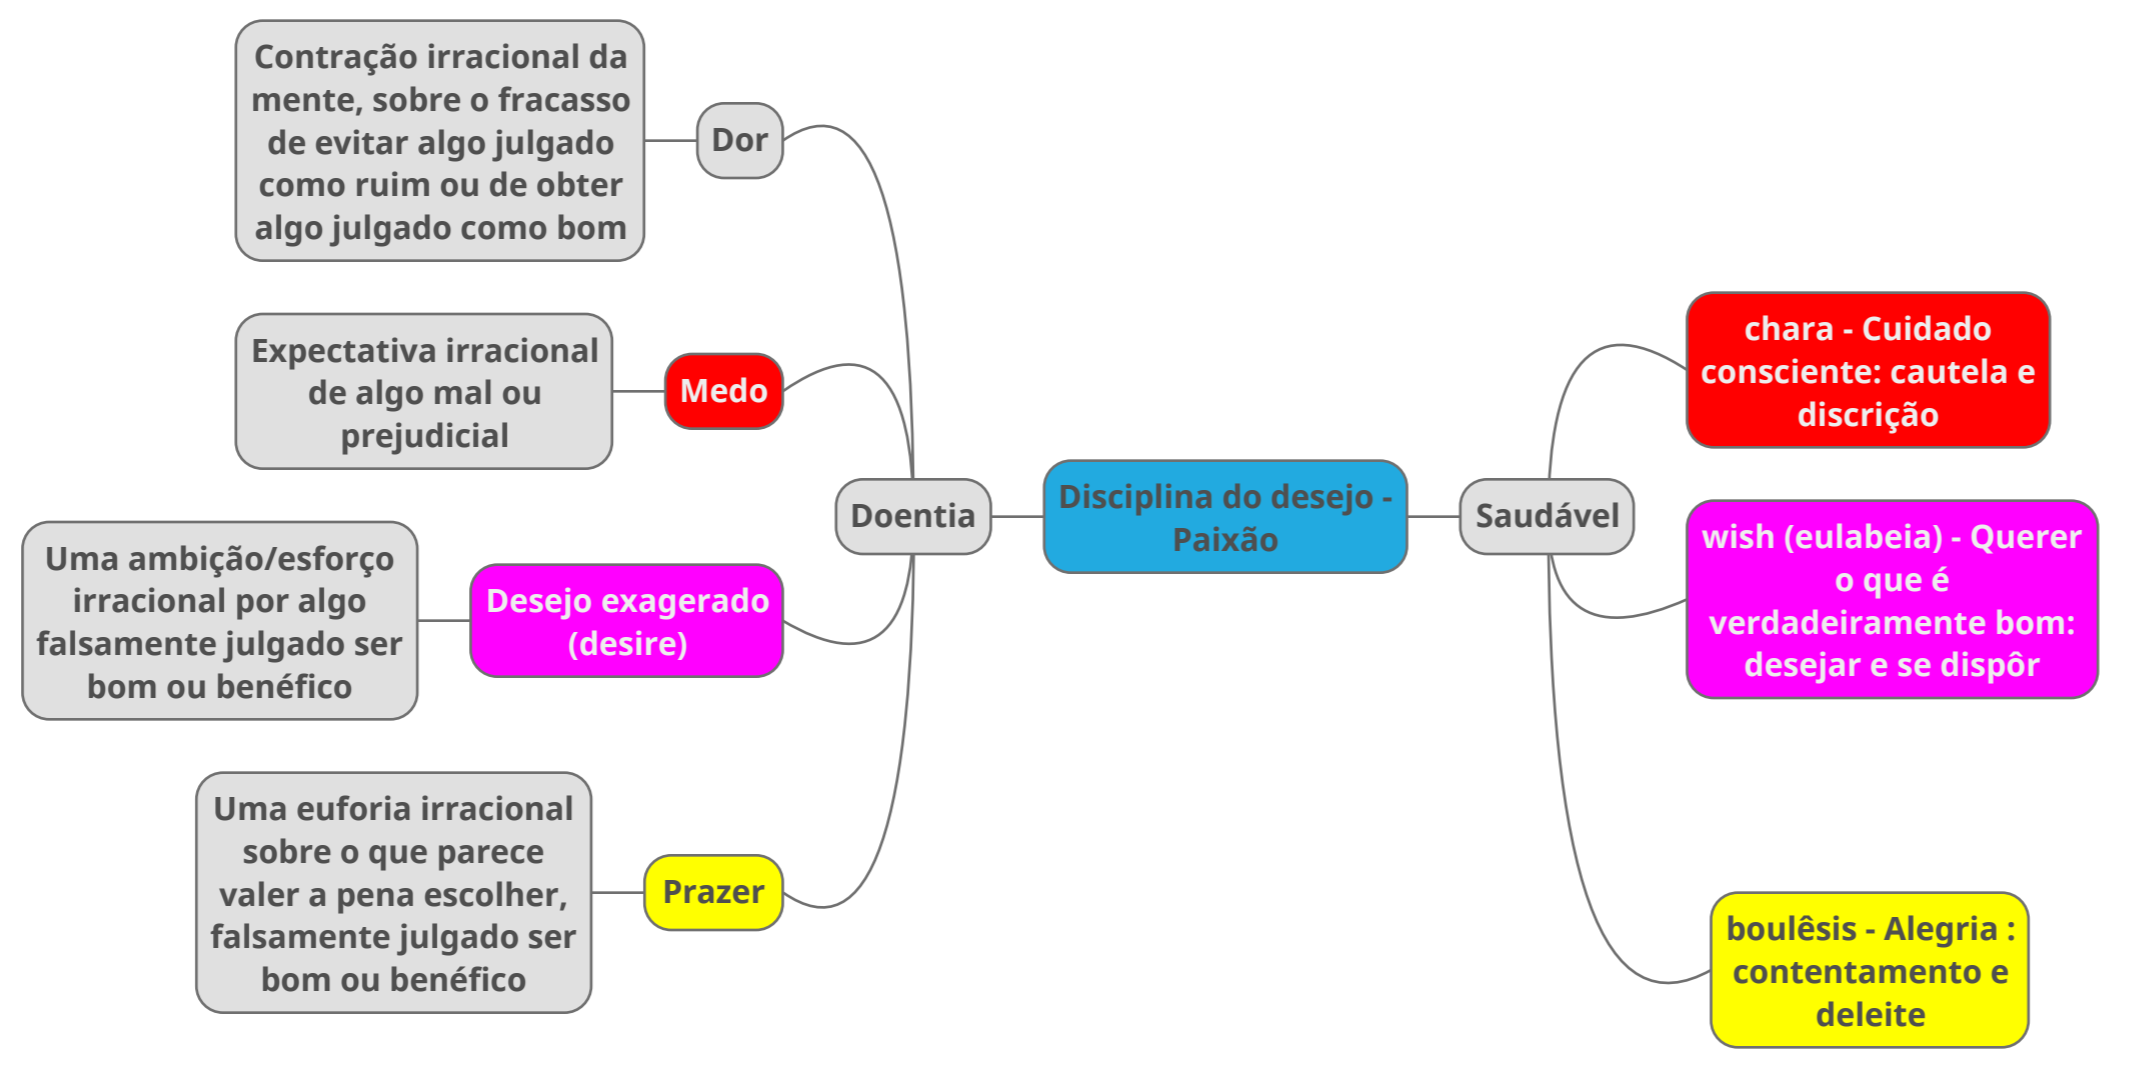 Contração irracional da
mente, sobre o fracasso
de evitar algo julgado
como ruim ou de obter
algo julgado como bom
Dor
Expectativa irracional
de algo mal ou
prejudicial
Medo
Uma ambição/esforço
irracional por algo
falsamente julgado ser
bom ou benéfico
Desejo exagerado
(desire)
Uma euforia irracional
sobre o que parece
valer a pena escolher,
falsamente julgado ser
bom ou benéfico
Prazer
Doentia
Disciplina do desejo -
Paixão
Saudável
chara - Cuidado
consciente: cautela e
discrição
wish (eulabeia) - Querer
o que é
verdadeiramente bom:
desejar e se dispôr
boulêsis - Alegria :
contentamento e
deleite